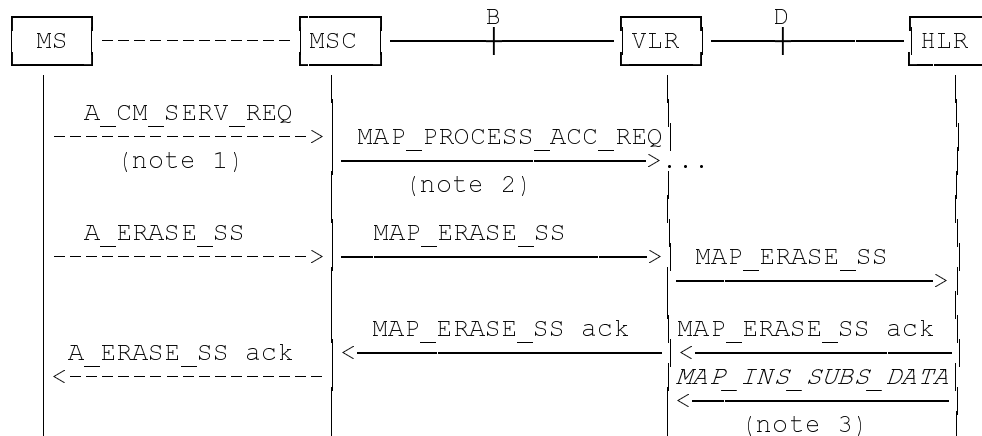 B D
MS MSC VLR HLR
A_CM_SERV_REQ
MAP_PROCESS_ACC_REQ
(note 1)
...
(note 2)
A_ERASE_SS MAP_ERASE_SS
MAP_ERASE_SS
MAP_ERASE_SS ack MAP_ERASE_SS ack
A_ERASE_SS ack
MAP_INS_SUBS_DATA
(note 3)